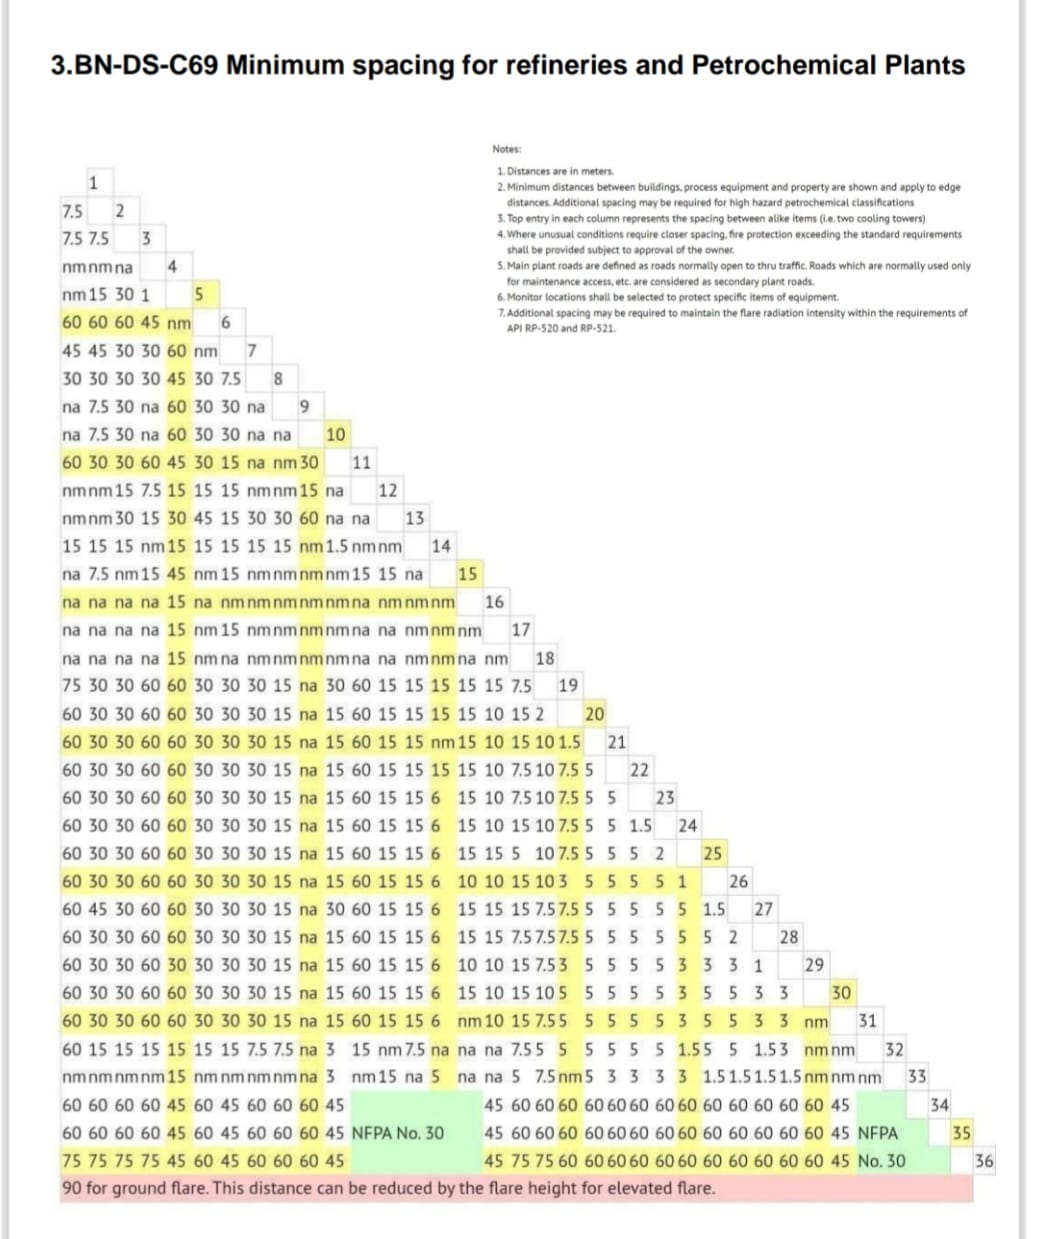 3.BN-DS-C69 Minimum spacing for refineries and Petrochemical Plants
Notes:
1. Distances are in meters.
2. Minimum distances between buildings, process equipment and property are shown and apply to edge
distances. Additional spacing may be required for high hazard petrochemical classifications
3. Top entry in each column represents the spacing between alike items (i.e. two cooling towers)
4. Where unusual conditions require closer spacing, fire protection exceeding the standard requirements
shall be provided subject to approval of the owner.
5. Main plant roads are defined as roads normally open to thru traffic. Roads which are normally used only
for maintenance access, etc. are considered as secondary plant roads.
6. Monitor locations shall be selected to protect specific items of equipment.
7. Additional spacing may be required to maintain the flare radiation intensity within the requirements of
API RP-520 and RP-521.
1
7.5 2
7.5 7.5 3
nm nm na 4
nm 15 30 1 5
60 60 60 45 nm 6
45 45 30 30 60 nm 7
30 30 30 30 45 30 7.5 8
na 7.5 30 na 60 30 30 na 9
na 7.5 30 na 60 30 30 na na 10
60 30 30 60 45 30 15 na nm 30 11
nm nm 15 7.5 15 15 15 nm nm 15 na 12
nm nm 30 15 30 45 15 30 30 60 na na 13
15 15 15 nm 15 15 15 15 15 nm 1.5 nm nm 14
na 7.5 nm 15 45 nm 15 nm nm nm nm 15 15 na 15
na na na na 15 na nm nm nm nm nm na nm nm nm 16
na na na na 15 nm 15 nm nm nm nm na na nm nm nm 17
na na na na 15 nm na nm nm nm nm na na nm nm na nm 18
75 30 30 60 60 30 30 30 15 na 30 60 15 15 15 15 15 7.5 19
60 30 30 60 60 30 30 30 15 na 15 60 15 15 15 15 10 15 2 20
60 30 30 60 60 30 30 30 15 na 15 60 15 15 nm 15 10 15 10 1.5 21
60 30 30 60 60 30 30 30 15 na 15 60 15 15 15 15 10 7.5 10 7.5 5 22
60 30 30 60 60 30 30 30 15 na 15 60 15 15 6 15 10 7.5 10 7.5 5 5 23
60 30 30 60 60 30 30 30 15 na 15 60 15 15 6 15 10 15 10 7.5 5 5 1.5 24
60 30 30 60 60 30 30 30 15 na 15 60 15 15 6 15 15 5 10 7.5 5 5 5 2 25
60 30 30 60 60 30 30 30 15 na 15 60 15 15 6 10 10 15 10 3 5 5 5 5 1 26
60 45 30 60 60 30 30 30 15 na 30 60 15 15 6 15 15 15 7.5 7.5 5 5 5 5 5 1.5 27
60 30 30 60 60 30 30 30 15 na 15 60 15 15 6 15 15 7.5 7.5 7.5 5 5 5 5 5 5 2 28
60 30 30 60 30 30 30 30 15 na 15 60 15 15 6 10 10 15 7.5 3 5 5 5 5 3 3 3 1 29
60 30 30 60 60 30 30 30 15 na 15 60 15 15 6 15 10 15 10 5 5 5 5 5 3 5 5 3 3 30
60 30 30 60 60 30 30 30 15 na 15 60 15 15 6 nm 10 15 7.5 5 5 5 5 5 3 5 5 3 3 nm 31
60 15 15 15 15 15 15 7.5 7.5 na 3 15 nm 7.5 na na na 7.5 5 5 5 5 5 5 1.5 5 5 1.5 3 nm nm 32
nm nm nm nm 15 nm nm nm nm na 3 nm 15 na 5 na na 5 7.5 nm 5 3 3 3 3 1.5 1.5 1.5 1.5 nm nm nm 33
60 60 60 60 45 60 45 60 60 60 45 45 60 60 60 60 60 60 60 60 60 60 60 60 60 45 34
60 60 60 60 45 60 45 60 60 60 45 NFPA No. 30 45 60 60 60 60 60 60 60 60 60 60 60 60 60 45 NFPA 35
75 75 75 75 45 60 45 60 60 60 45 45 75 75 60 60 60 60 60 60 60 60 60 60 60 45 No. 30 36
90 for ground flare. This distance can be reduced by the flare height for elevated flare.